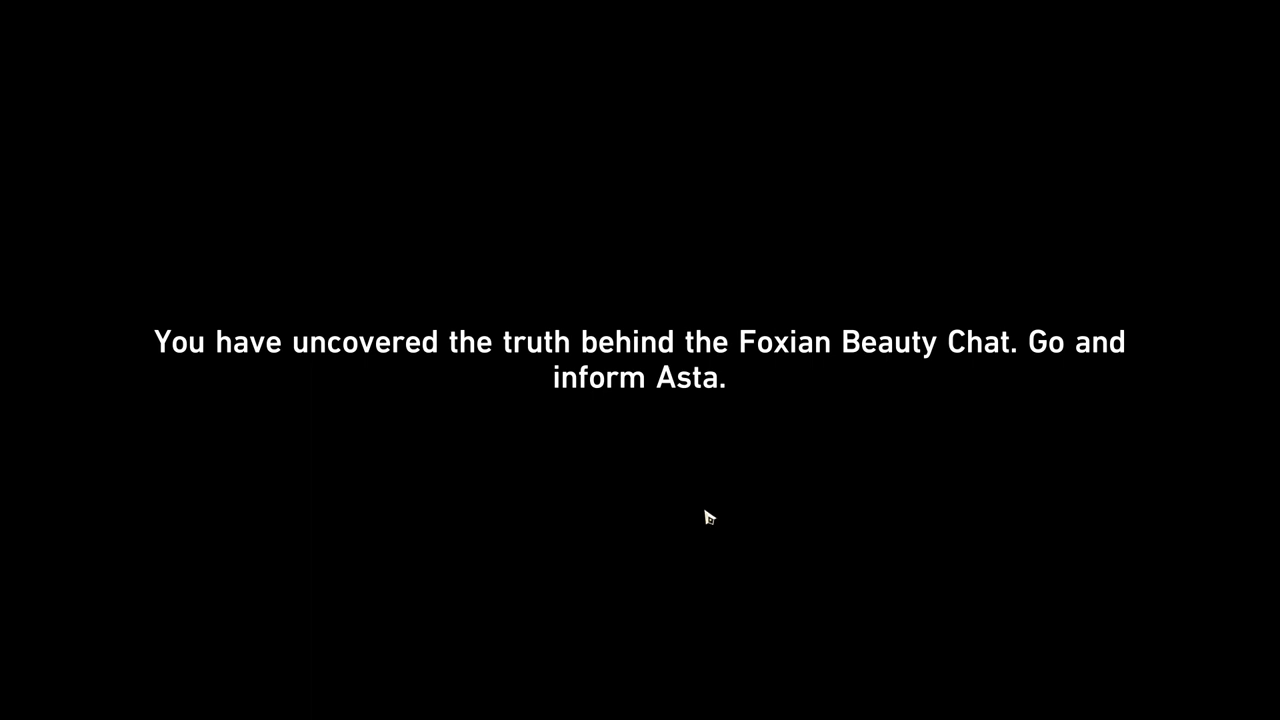 You have uncovered the truth behind the Foxian Beauty Chat. Go and
inform Asta.